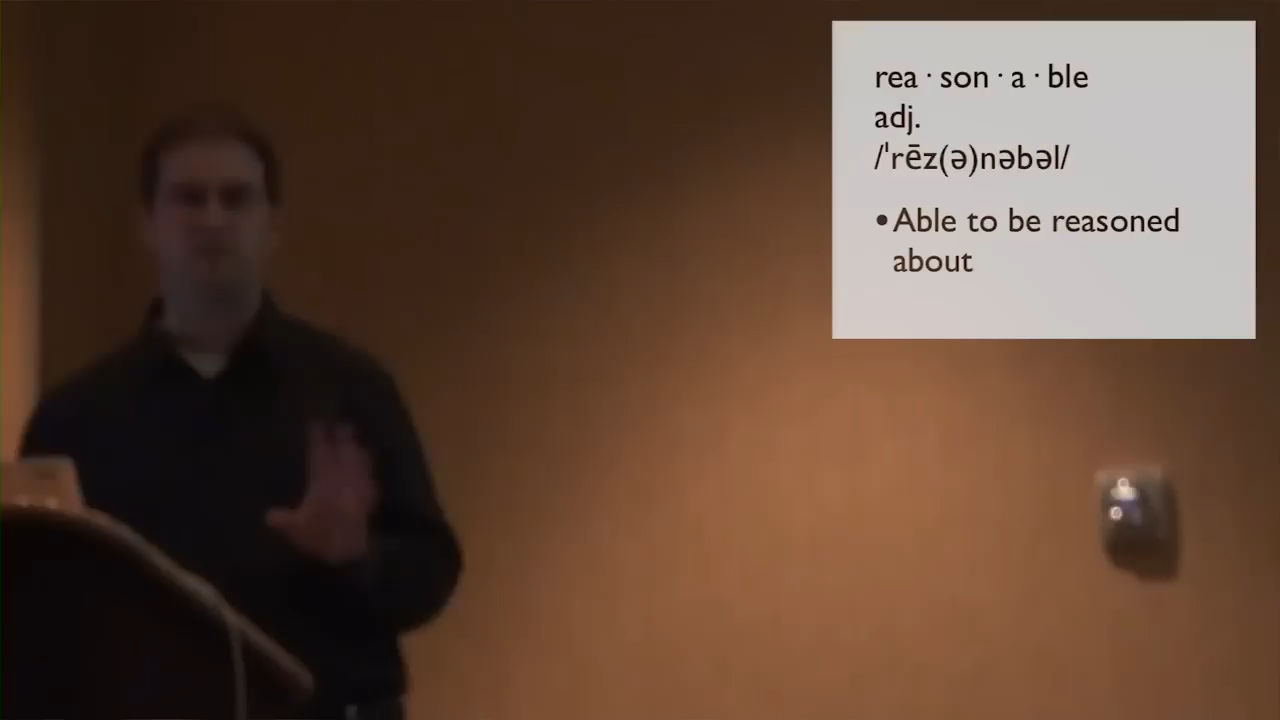 rea · son · a · ble
adj.
/ˈrēz(ə)nəbəl/
•Able to be reasoned
about